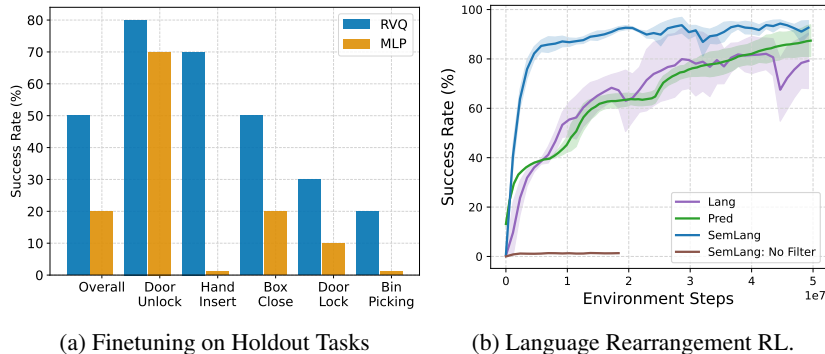 Success Rate (%)
80
70
60
50
40
30
20
10
0
RVQ
MLP
Overall
Door
Unlock
Hand
Insert
Box
Close
Door
Lock
Bin
Picking
(a) Finetuning on Holdout Tasks
Success Rate (%)
100
80
60
40
20
0
Lang
Pred
SemLang
SemLang: No Filter
0
1
2
3
4
5
1e7
Environment Steps
(b) Language Rearrangement RL.